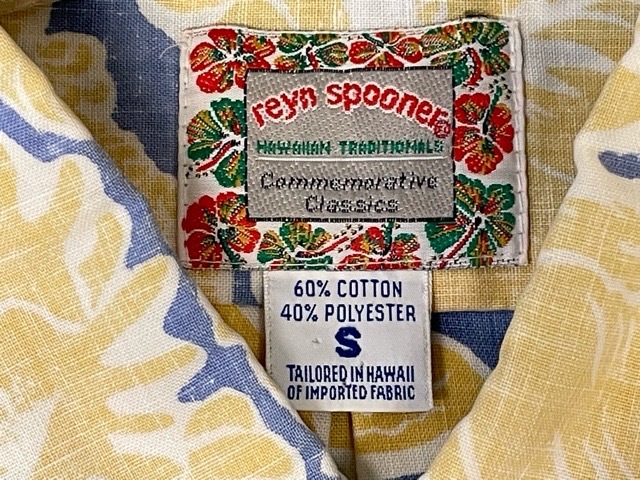 reyn spooner®
HAWAIIAN TRADITIONALS
Commemorative
Classics
60% COTTON
40% POLYESTER
S
TAILORED IN HAWAII
OF IMPORTED FABRIC